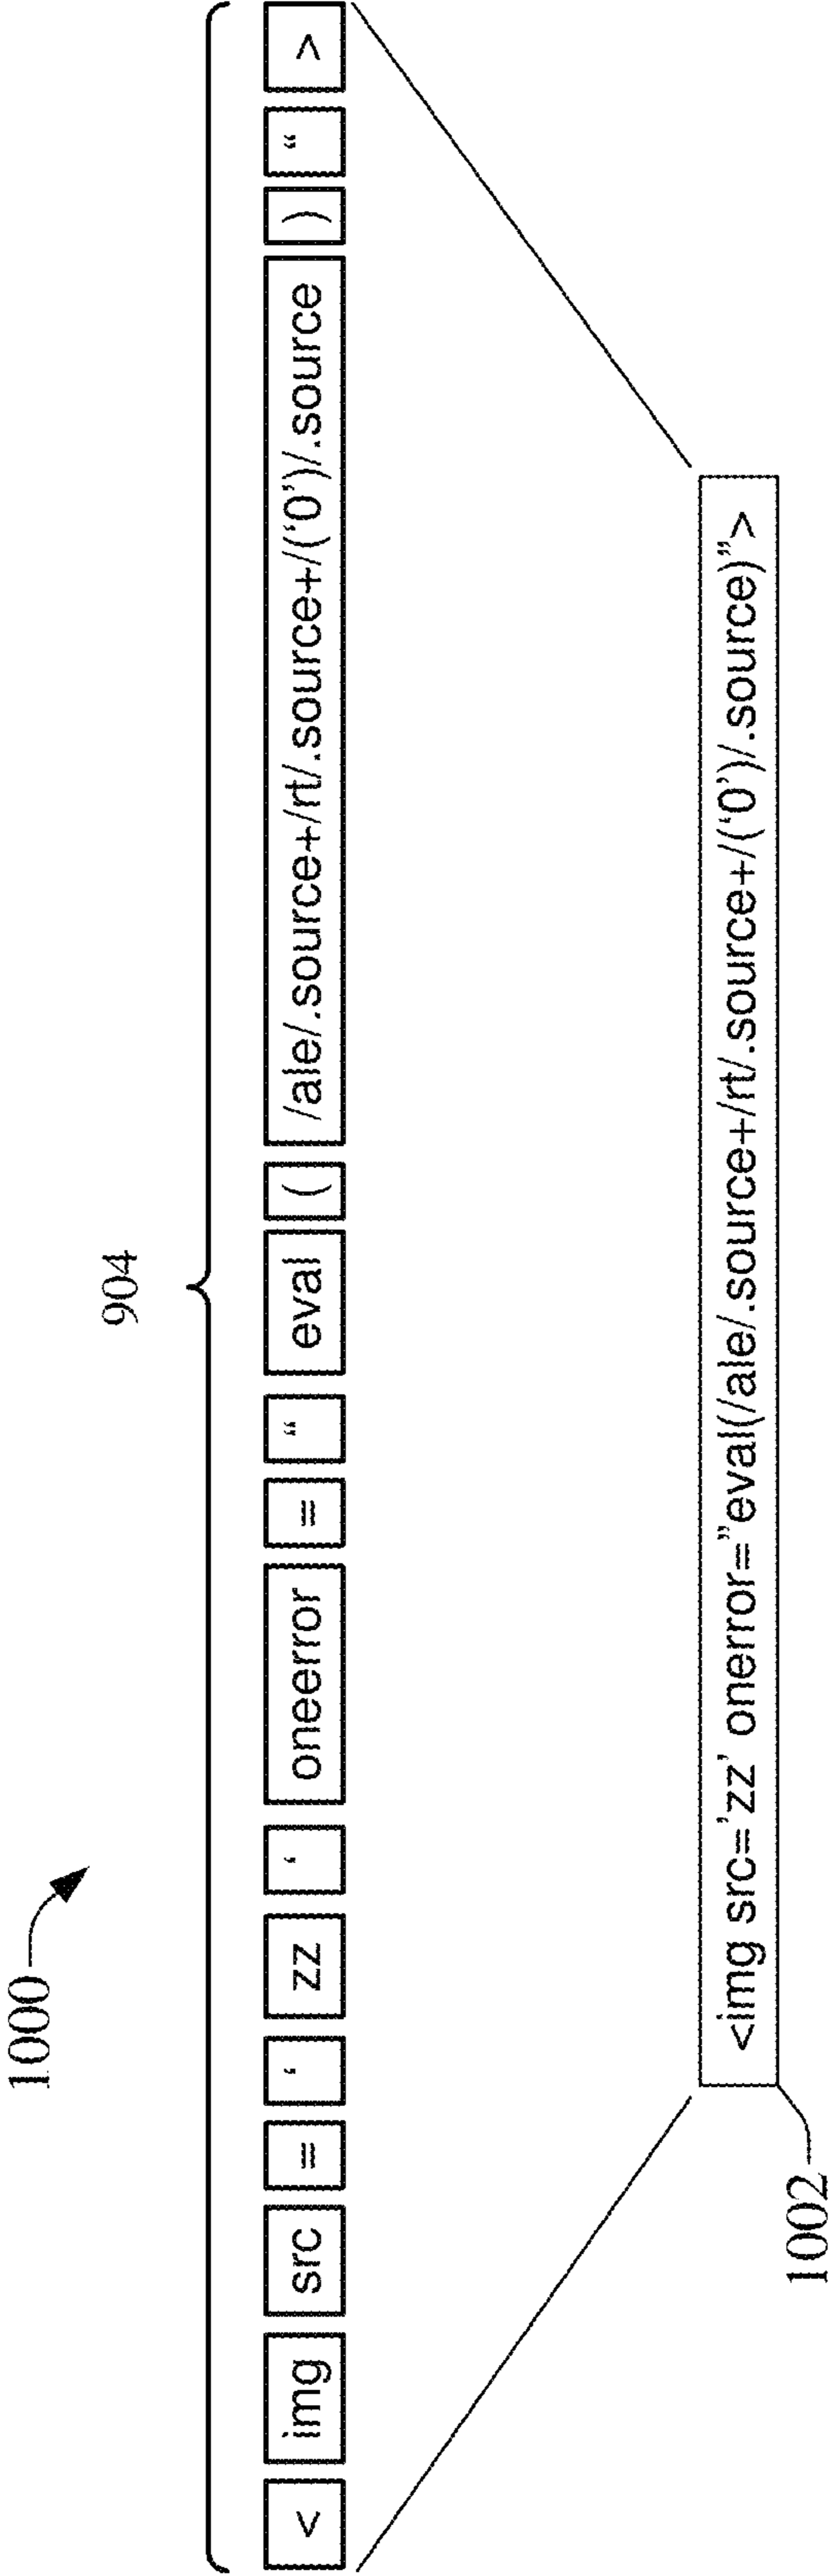 1000
904
< img src = ‘ zz ‘ oneerror = “ eval ( /ale/.source+/rt/.source+/(‘0’)/.source ) “ >
<img src=’zz’ onerror=”eval(/ale/.source+/rt/.source+/(‘0’)/.source)”>
1002